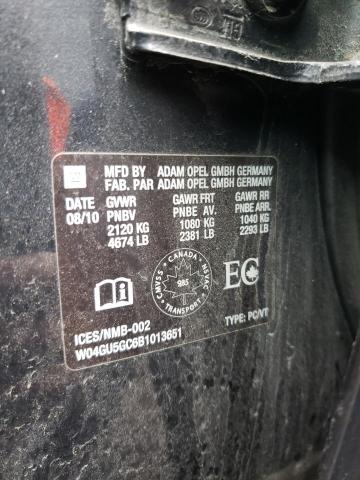 GM
MFD BY ADAM OPEL GMBH GERMANY
FAB. PAR ADAM OPEL GMBH GERMANY
DATE GVWR GAWR FRT GAWR RR
08/10 PNBV PNBE AV. PNBE ARR.
2120 KG 1080 KG 1040 KG
4674 LB 2381 LB 2293 LB
CANADA
CMVSS NSVAC
985
TRANSPORT
EC
ICES/NMB-002 TYPE: PC/VT
W04GU5GC6B1013651